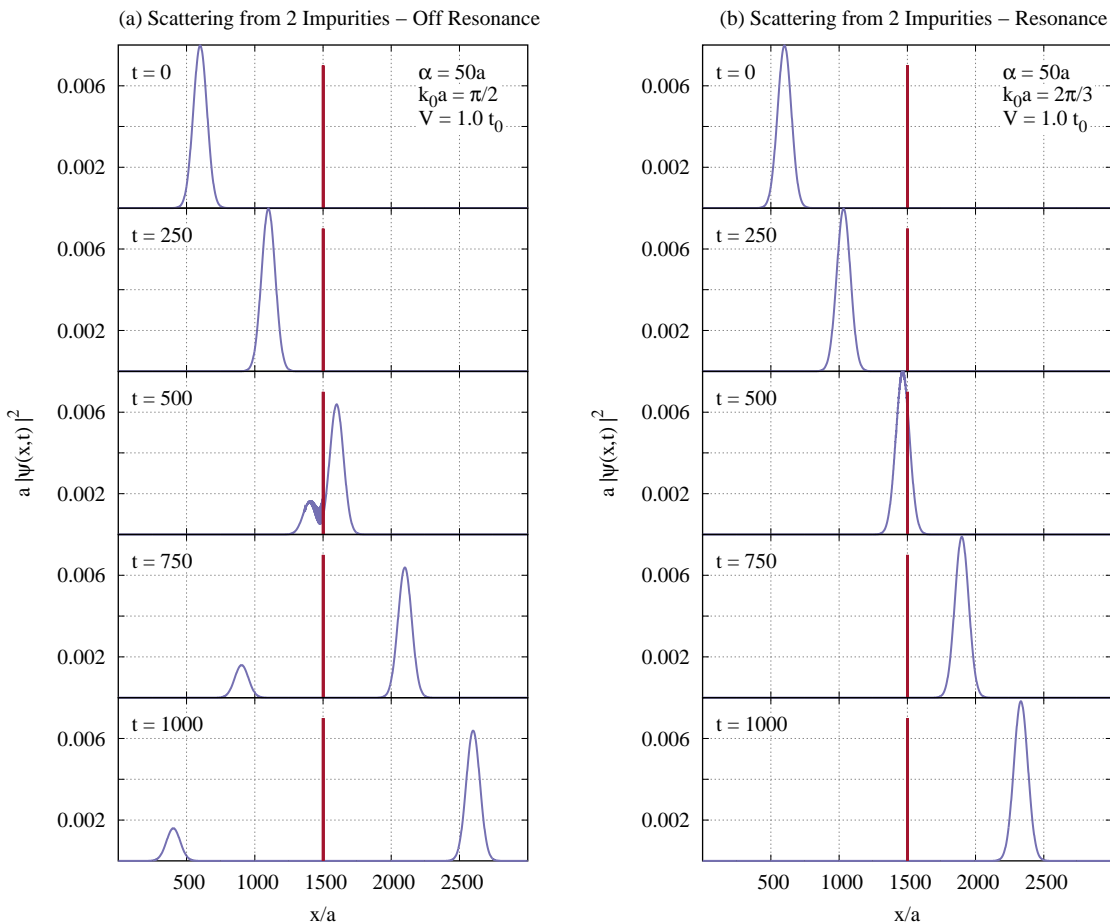 (a) Scattering from 2 Impurities – Off Resonance
t = 0
α = 50a
k₀a = π/2
V = 1.0 t₀
0.006
0.002
t = 250
0.006
0.002
t = 500
0.006
0.002
t = 750
0.006
0.002
t = 1000
0.006
0.002
a |ψ(x,t) |²
500 1000 1500 2000 2500
x/a
(b) Scattering from 2 Impurities – Resonance
t = 0
α = 50a
k₀a = 2π/3
V = 1.0 t₀
0.006
0.002
t = 250
0.006
0.002
t = 500
0.006
0.002
t = 750
0.006
0.002
t = 1000
0.006
0.002
a |ψ(x,t) |²
500 1000 1500 2000 2500
x/a